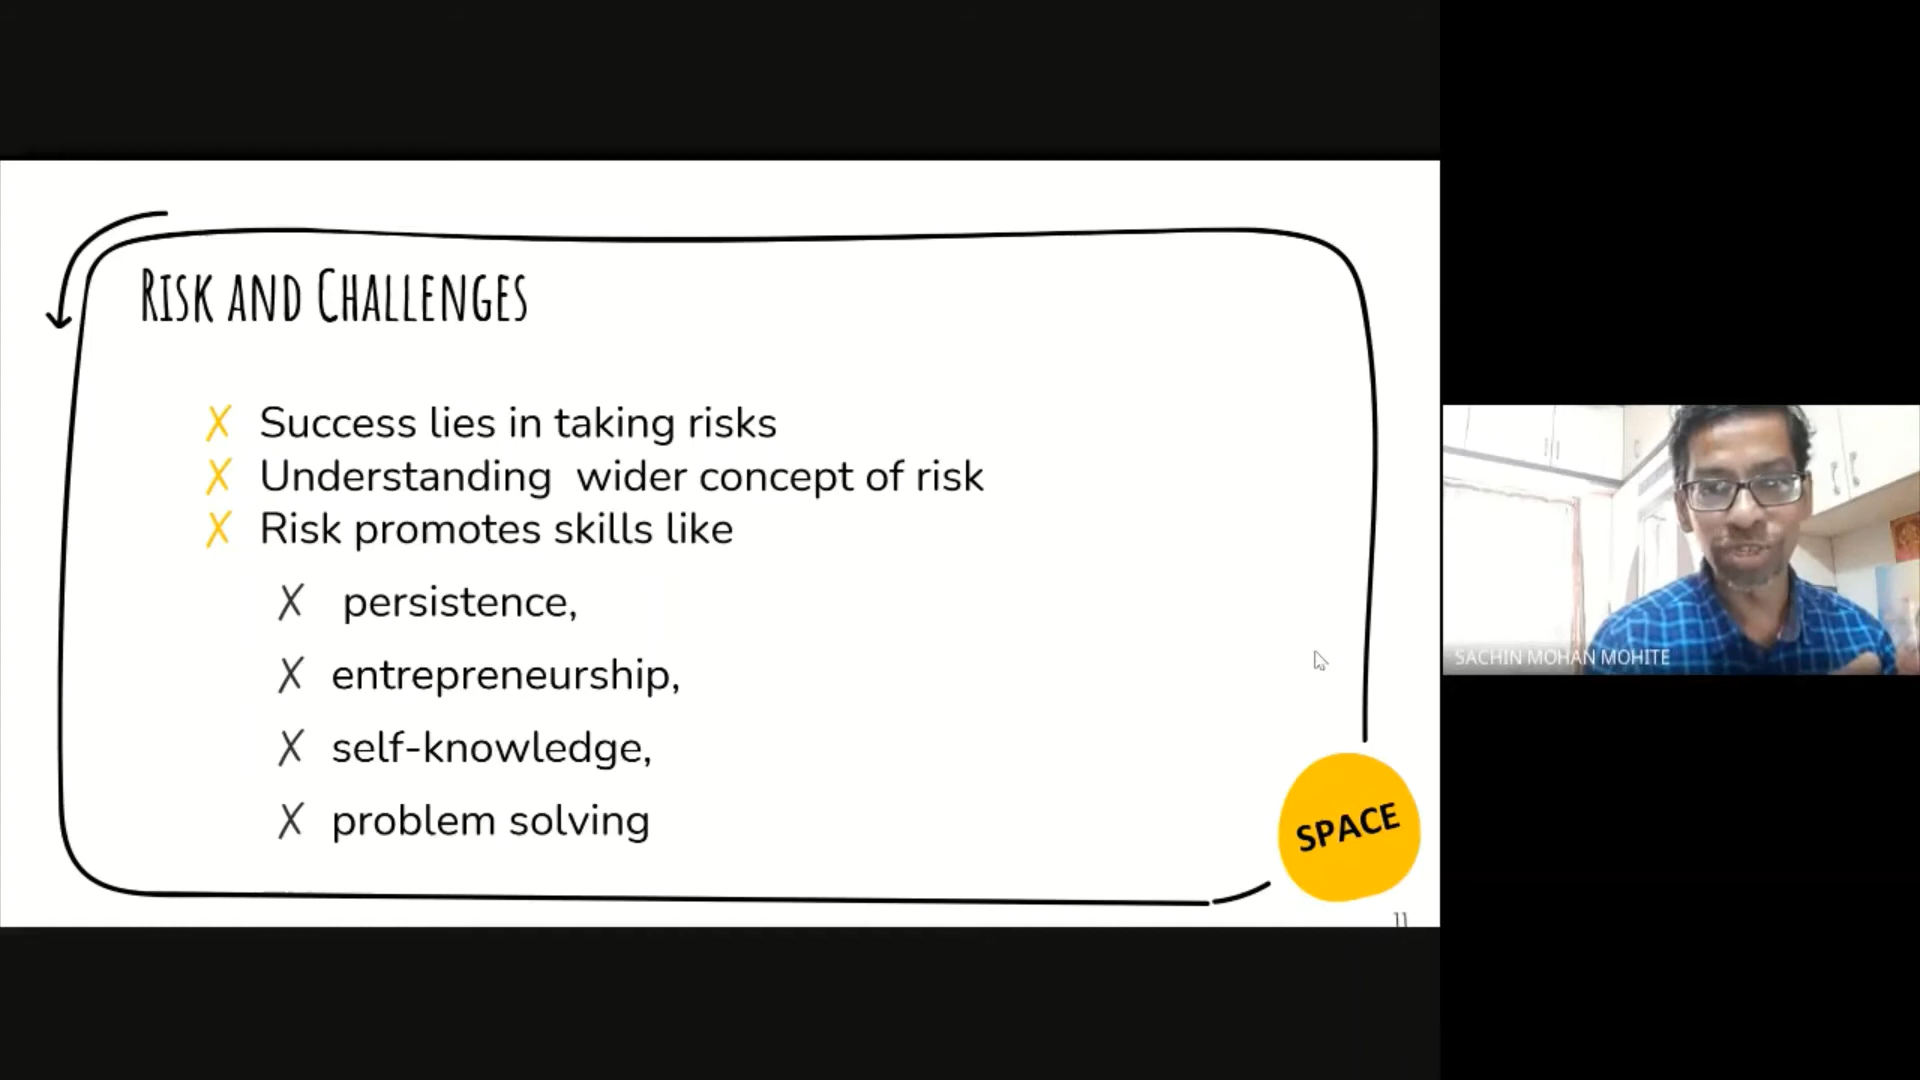 Risk and Challenges
Success lies in taking risks
Understanding wider concept of risk
Risk promotes skills like
persistence,
entrepreneurship,
self-knowledge,
problem solving
SPACE
11
SACHIN MOHAN MOHITE